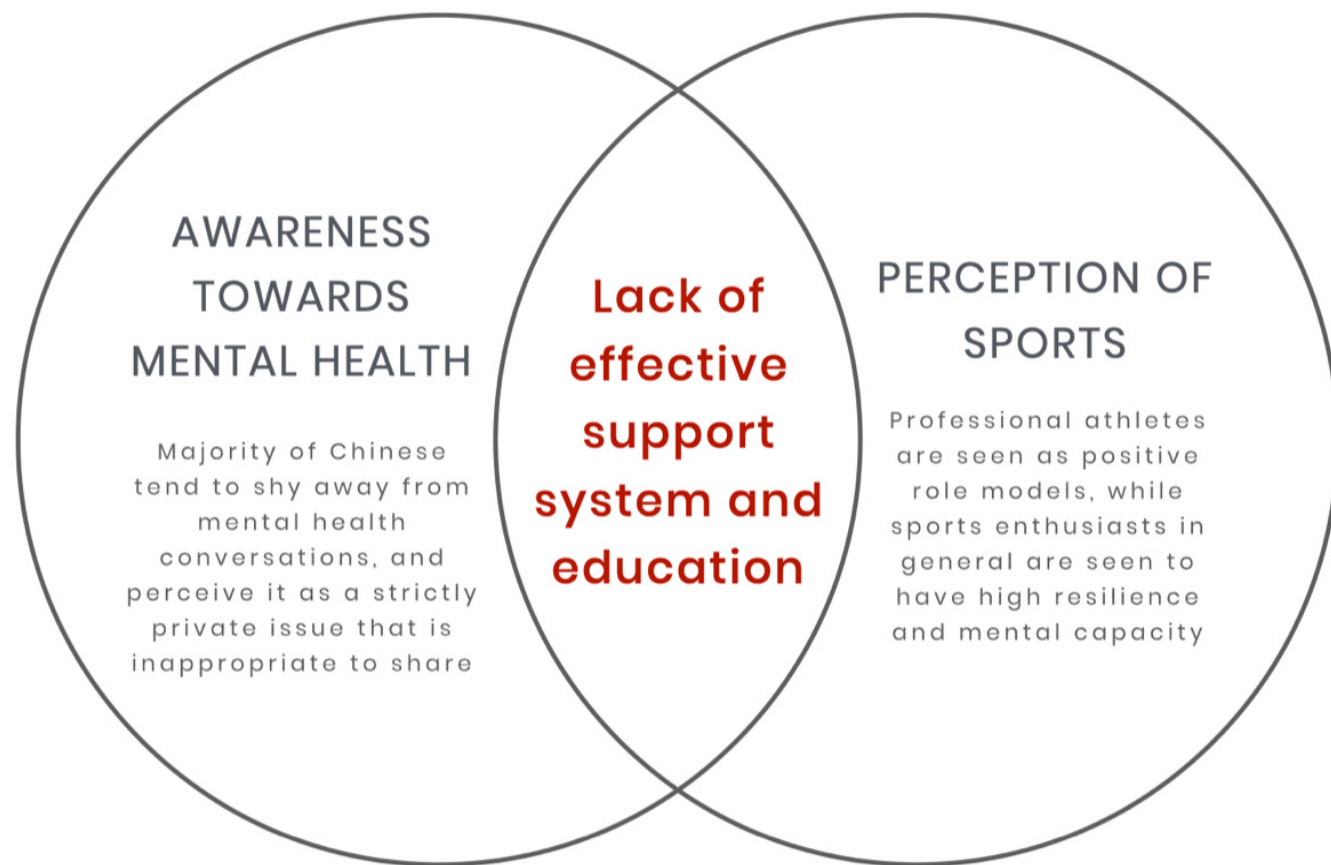 AWARENESS
TOWARDS
MENTAL HEALTH
Majority of Chinese
tend to shy away from
mental health
conversations, and
perceive it as a strictly
private issue that is
inappropriate to share
Lack of
effective
support
system and
education
PERCEPTION OF
SPORTS
Professional athletes
are seen as positive
role models, while
sports enthusiasts in
general are seen to
have high resilience
and mental capacity